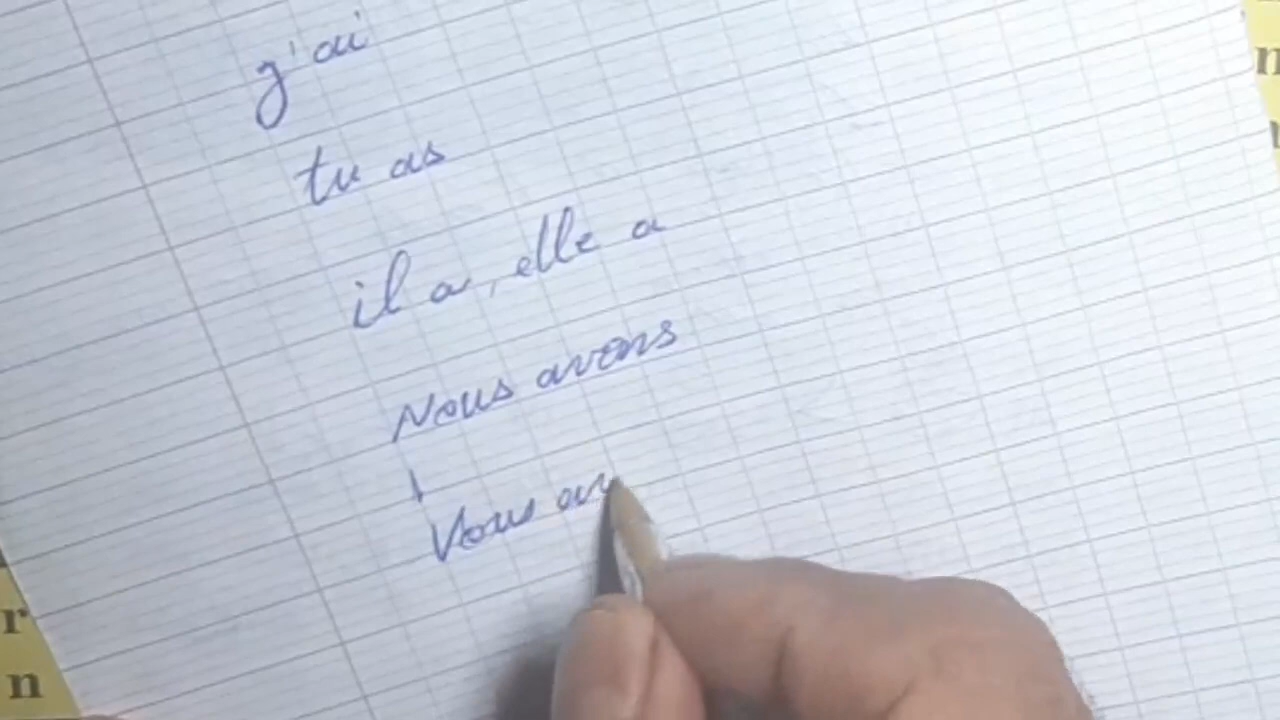 j'ai
tu as
il a, elle a
Nous avons
Vous av
n
r
n